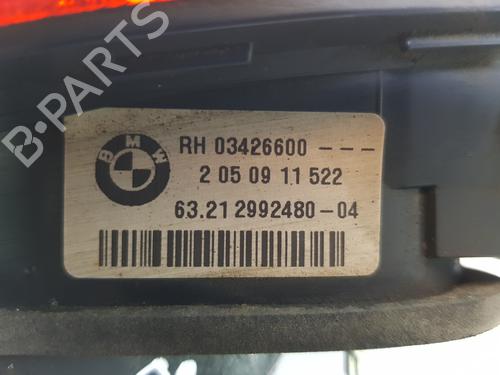 BMW
RH 03426600 ---
2 05 09 11 522
63.21 2992480-04
B-PARTS